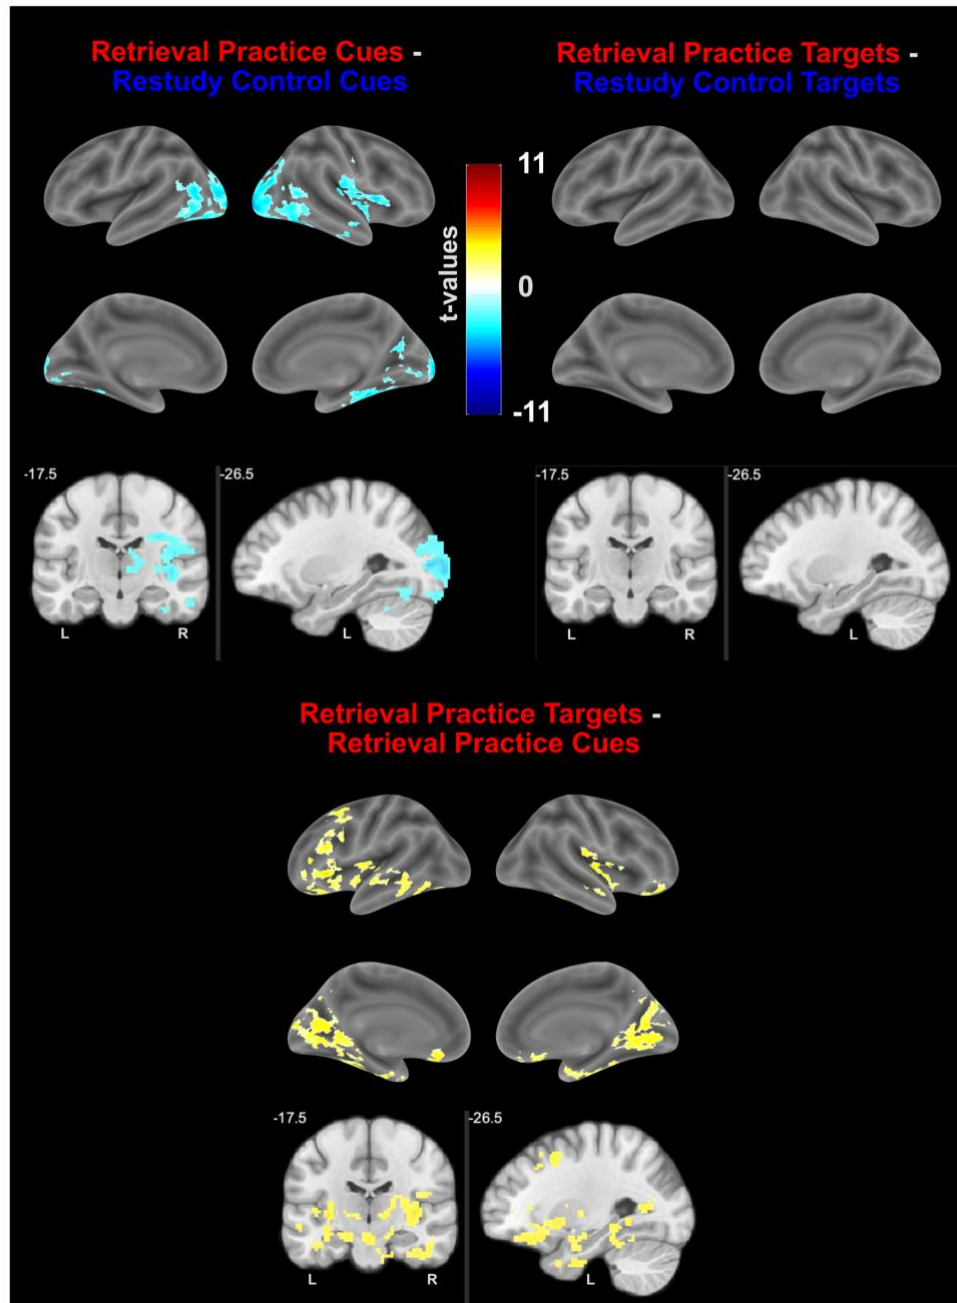 Retrieval Practice Cues -
Restudy Control Cues
Retrieval Practice Targets -
Restudy Control Targets
11
0
-11
t-values
-17.5
-26.5
L
R
L
-17.5
-26.5
L
R
L
Retrieval Practice Targets -
Retrieval Practice Cues
-17.5
-26.5
L
R
L